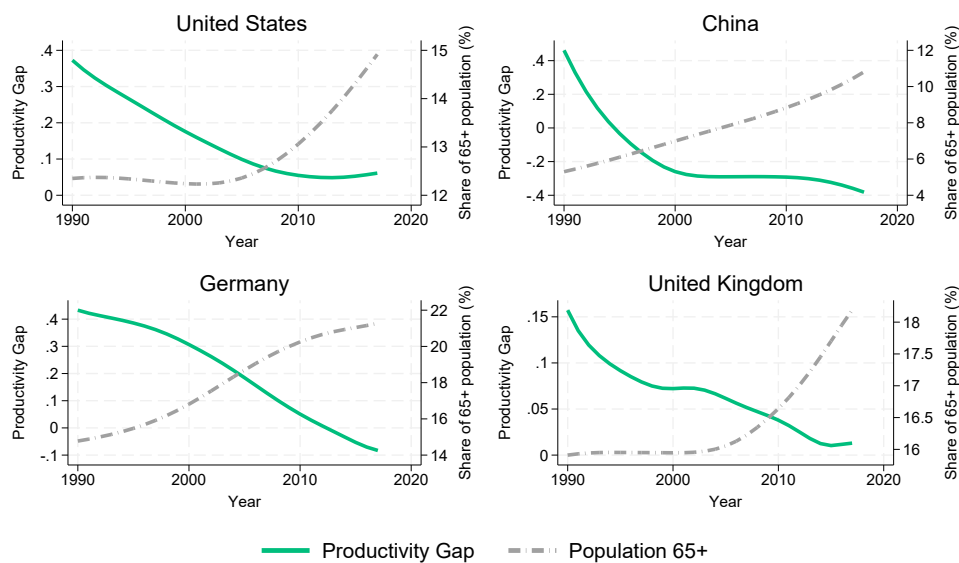 United States
Productivity Gap
.4
.3
.2
.1
0
15
14
13
12
Share of 65+ population (%)
1990 2000 2010 2020
Year
China
Productivity Gap
.4
.2
0
-.2
-.4
12
10
8
6
4
Share of 65+ population (%)
1990 2000 2010 2020
Year
Germany
Productivity Gap
.4
.3
.2
.1
0
-.1
22
20
18
16
14
Share of 65+ population (%)
1990 2000 2010 2020
Year
United Kingdom
Productivity Gap
.15
.1
.05
0
18
17.5
17
16.5
16
Share of 65+ population (%)
1990 2000 2010 2020
Year
Productivity Gap Population 65+